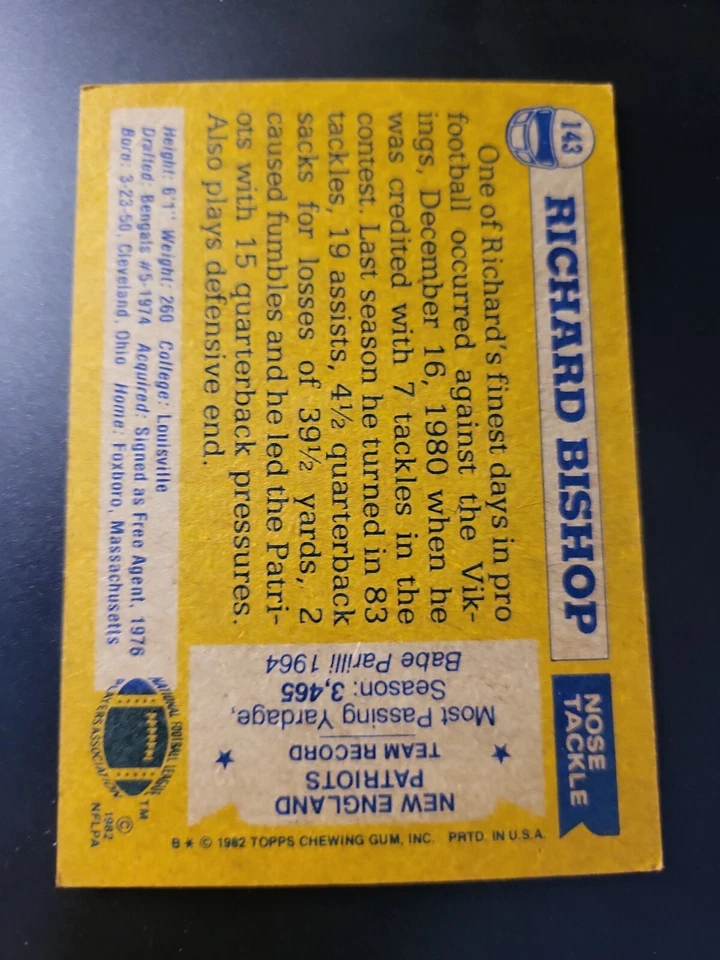 143
RICHARD BISHOP
NOSE
TACKLE
One of Richard's finest days in pro
football occurred against the Vik-
ings, December 16, 1980 when he
was credited with 7 tackles in the
contest. Last season he turned in 83
tackles, 19 assists, 4½ quarterback
sacks for losses of 39½ yards,, 2
caused fumbles and he led the Patri-
ots with 15 quarterback pressures.
Also plays defensive end.
Height: 6'1" Weight: 260 College: Louisville
Drafted: Bengals #5-1974 Acquired: Signed as Free Agent, 1976
Born: 3-23-50, Cleveland, Ohio Home: Foxboro, Massachusetts
NEW ENGLAND
PATRIOTS
TEAM RECORD
Most Passing Yardage,
Season: 3,465
Babe Parilli 1964
NATIONAL FOOTBALL LEAGUE
PLAYERS ASSOCIATION
TM
©
1982
NFLPA
B * © 1982 TOPPS CHEWING GUM, INC. PRTD. IN U.S.A.